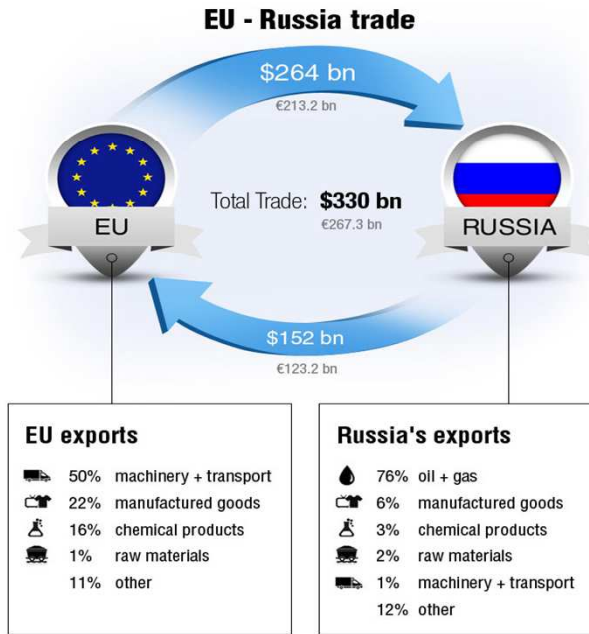 EU - Russia trade
$264 bn
€213.2 bn
Total Trade: $330 bn
€267.3 bn
EU
RUSSIA
$152 bn
€123.2 bn
EU exports
50% machinery + transport
22% manufactured goods
16% chemical products
1% raw materials
11% other
Russia's exports
76% oil + gas
6% manufactured goods
3% chemical products
2% raw materials
1% machinery + transport
12% other